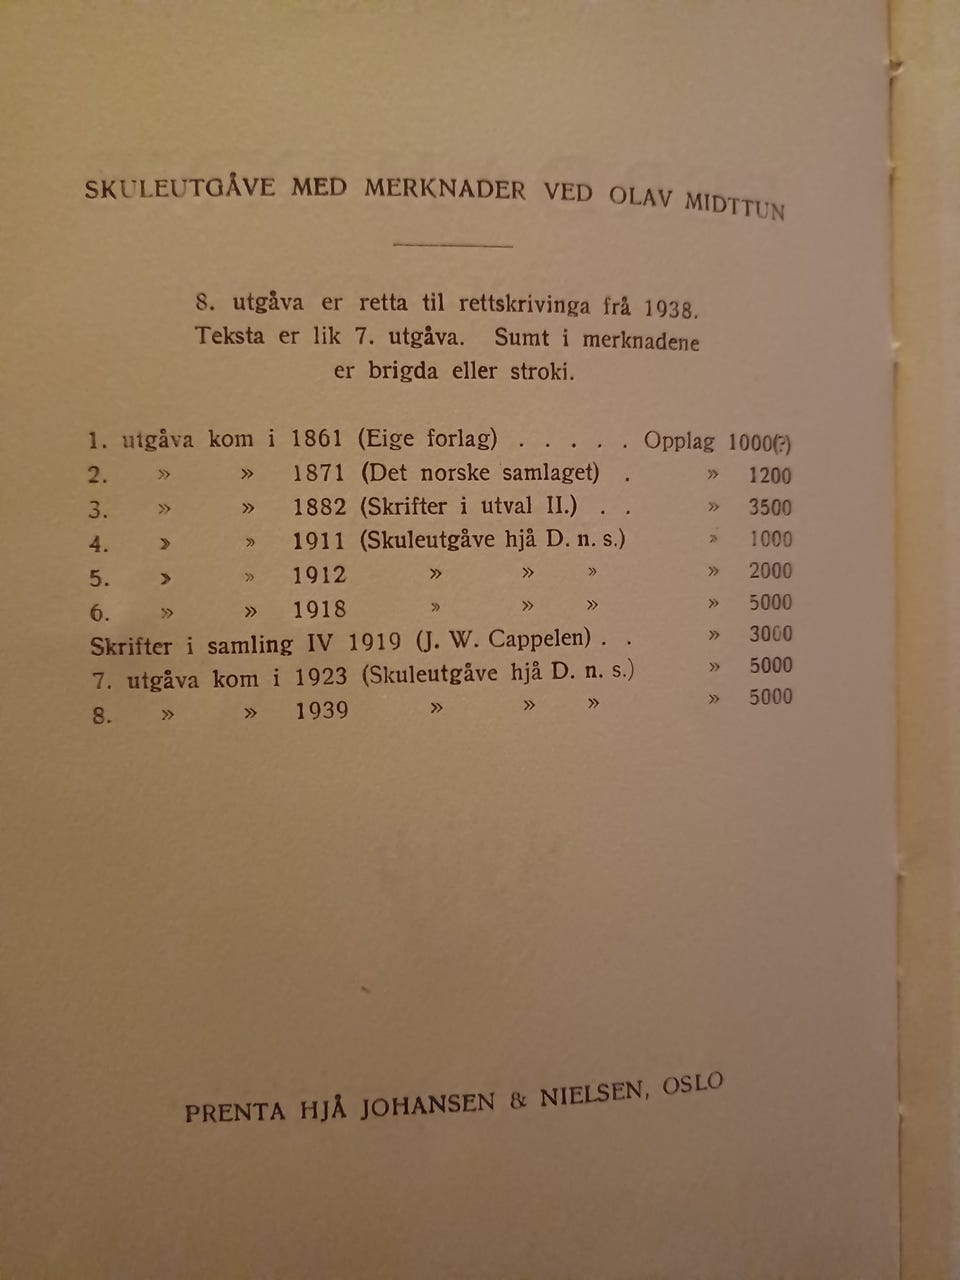 SKULEUTGÅVE MED MERKNADER VED OLAV MIDTTUN
8. utgåva er retta til rettskrivinga frå 1938.
Teksta er lik 7. utgåva. Sumt i merknadene
er brigda eller stroki.
1. utgåva kom i 1861 (Eige forlag) . . . . . Opplag 1000(?)
2. » » 1871 (Det norske samlaget) . » 1200
3. » » 1882 (Skrifter i utval II.) . . » 3500
4. » » 1911 (Skuleutgåve hjå D. n. s.) » 1000
5. » » 1912 » » » » 2000
6. » » 1918 » » » » 5000
Skrifter i samling IV 1919 (J. W. Cappelen) . . » 3000
7. utgåva kom i 1923 (Skuleutgåve hjå D. n. s.) » 5000
8. » » 1939 » » » » 5000
PRENTA HJÅ JOHANSEN & NIELSEN, OSLO